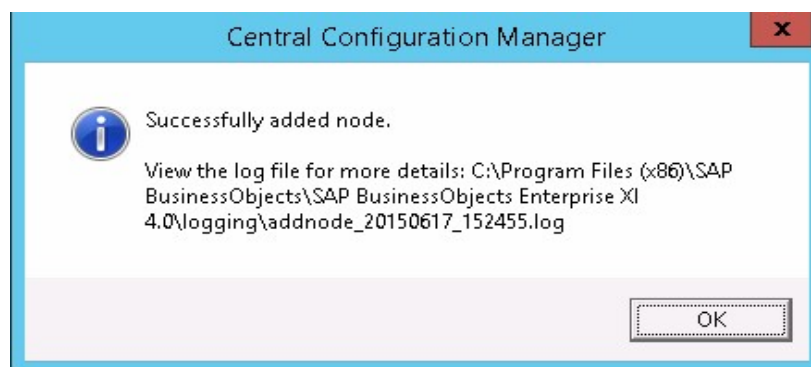 Central Configuration Manager
x
Successfully added node.
View the log file for more details: C:\Program Files (x86)\SAP
BusinessObjects\SAP BusinessObjects Enterprise XI
4.0\logging\addnode_20150617_152455.log
OK